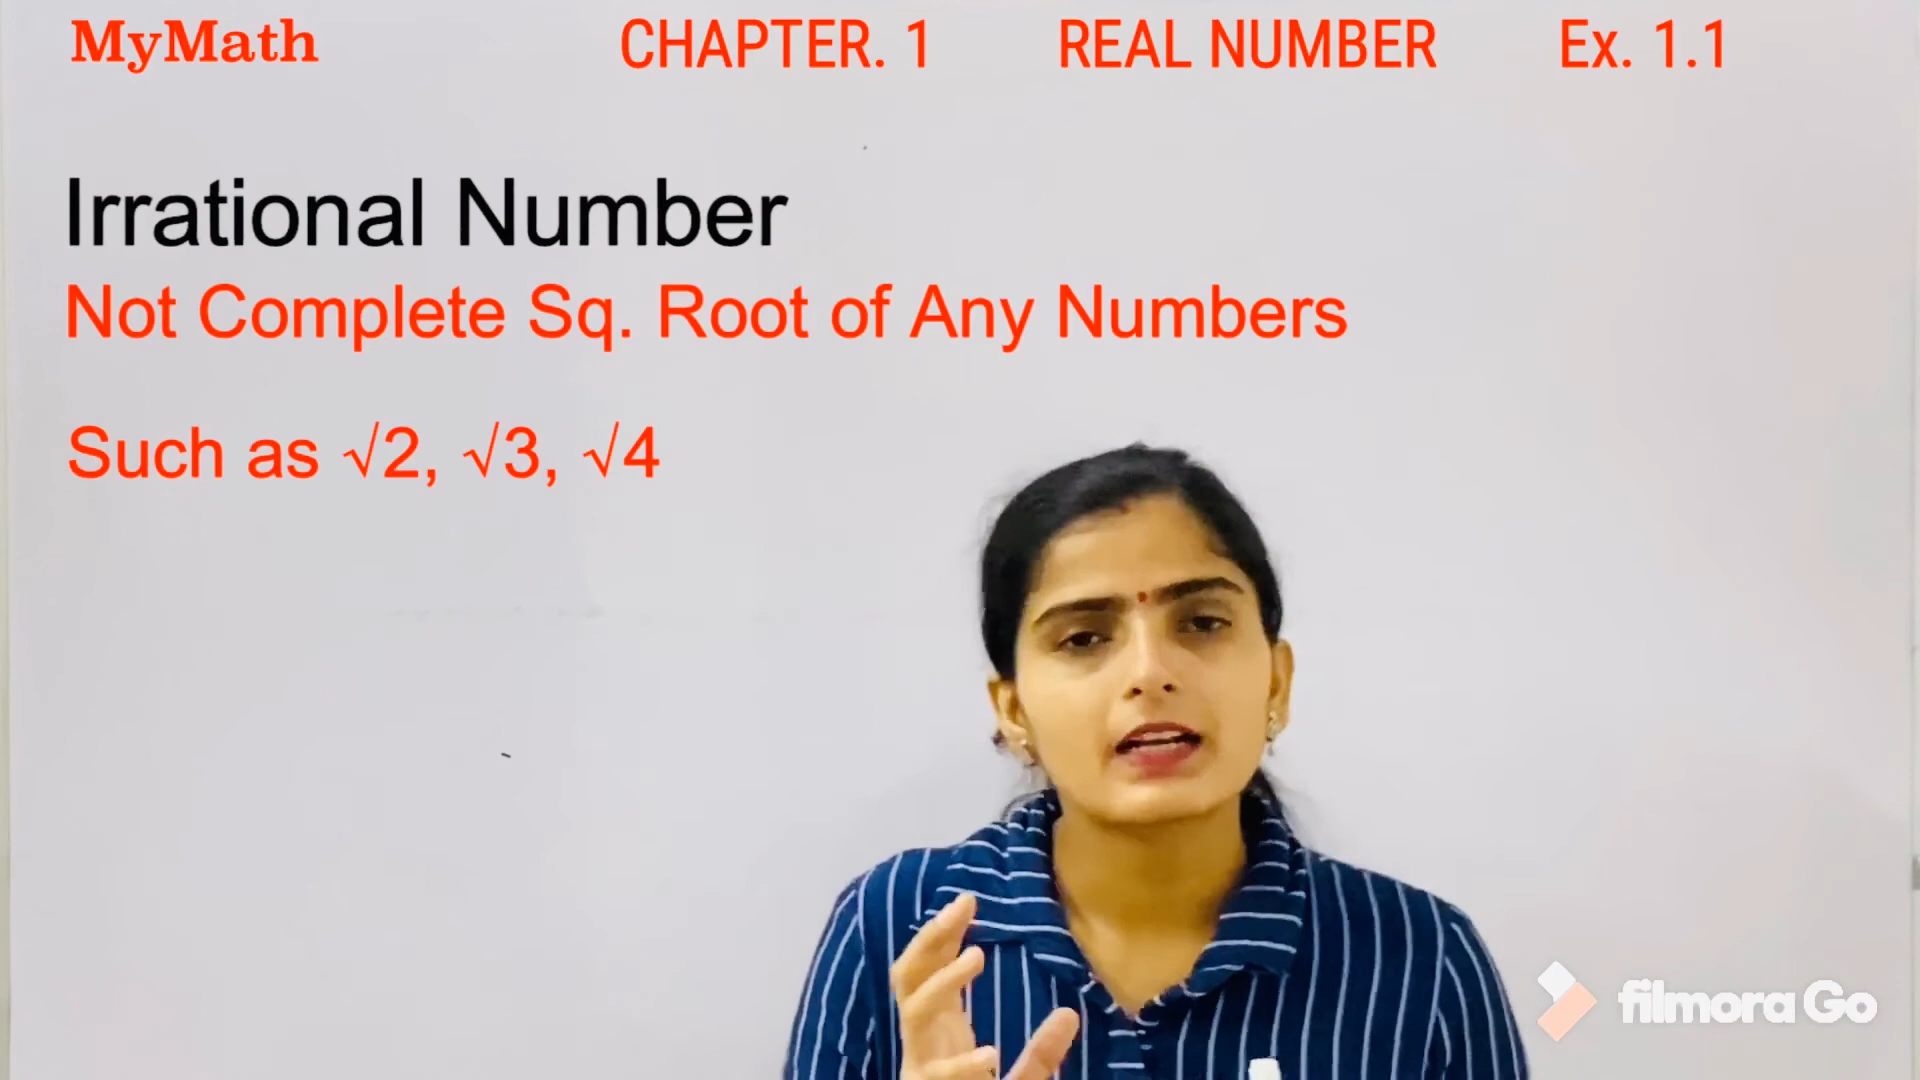 MyMath CHAPTER. 1 REAL NUMBER Ex. 1.1
Irrational Number
Not Complete Sq. Root of Any Numbers
Such as √2, √3, √4
filmora Go